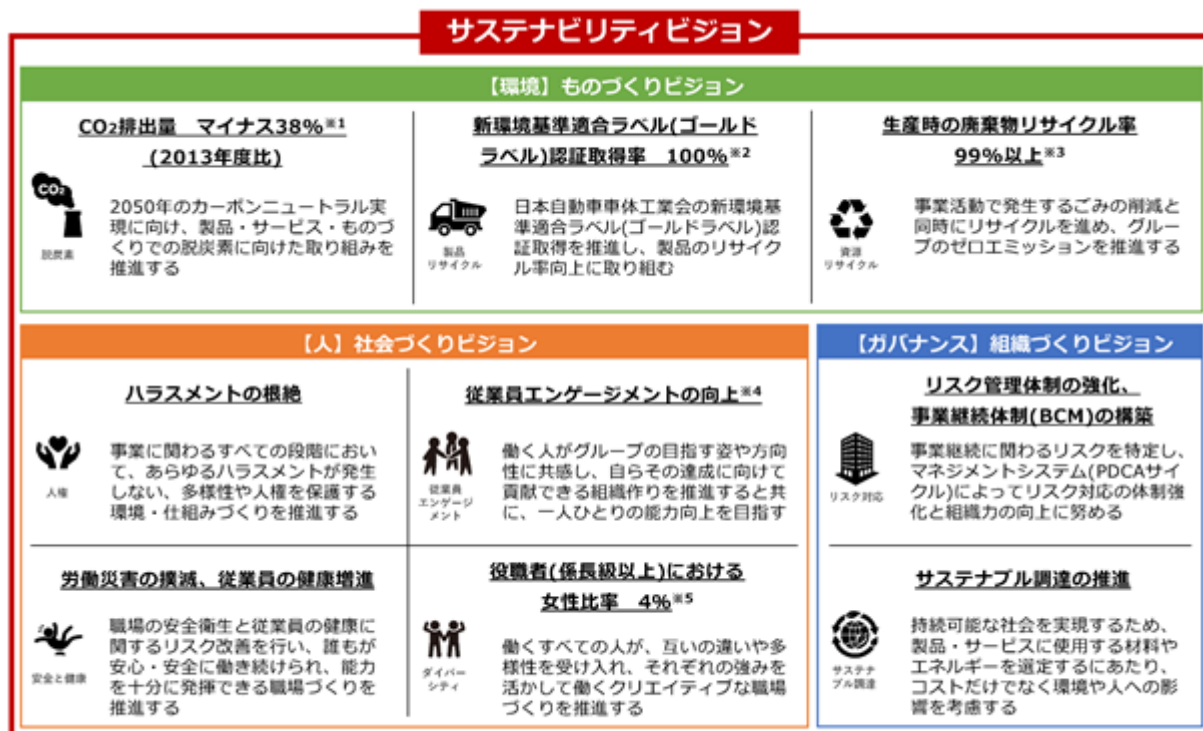 サステナビリティビジョン
【環境】ものづくりビジョン
CO₂排出量 マイナス38%※1
(2013年度比)
CO₂
脱炭素
2050年のカーボンニュートラル実
現に向け、製品・サービス・ものづ
くりでの脱炭素に向けた取り組みを
推進する
新環境基準適合ラベル(ゴールド
ラベル)認証取得率 100%※2
製品
リサイクル
日本自動車車体工業会の新環境基
準適合ラベル(ゴールドラベル)認
証取得を推進し、製品のリサイク
ル率向上に取り組む
生産時の廃棄物リサイクル率
99%以上※3
資源
リサイクル
事業活動で発生するごみの削減と
同時にリサイクルを進め、グルー
プのゼロエミッションを推進する
【人】社会づくりビジョン
ハラスメントの根絶
人権
事業に関わるすべての段階におい
て、あらゆるハラスメントが発生
しない、多様性や人権を保護する
環境・仕組みづくりを推進する
従業員エンゲージメントの向上※4
従業員
エンゲージ
メント
働く人がグループの目指す姿や方向
性に共感し、自らその達成に向けて
貢献できる組織作りを推進すると共
に、一人ひとりの能力向上を目指す
労働災害の撲滅、従業員の健康増進
安全と健康
職場の安全衛生と従業員の健康に
関するリスク改善を行い、誰もが
安心・安全に働き続けられ、能力
を十分に発揮できる職場づくりを
推進する
役職者(係長級以上)における
女性比率 4%※5
ダイバー
シティ
働くすべての人が、互いの違いや多
様性を受け入れ、それぞれの強みを
活かして働くクリエイティブな職場
づくりを推進する
【ガバナンス】組織づくりビジョン
リスク管理体制の強化、
事業継続体制(BCM)の構築
リスク対応
事業継続に関わるリスクを特定し、
マネジメントシステム(PDCAサイ
クル)によってリスク対応の体制強
化と組織力の向上に努める
サステナブル調達の推進
サステナ
ブル調達
持続可能な社会を実現するため、
製品・サービスに使用する材料や
エネルギーを選定するにあたり、
コストだけでなく環境や人への影
響を考慮する